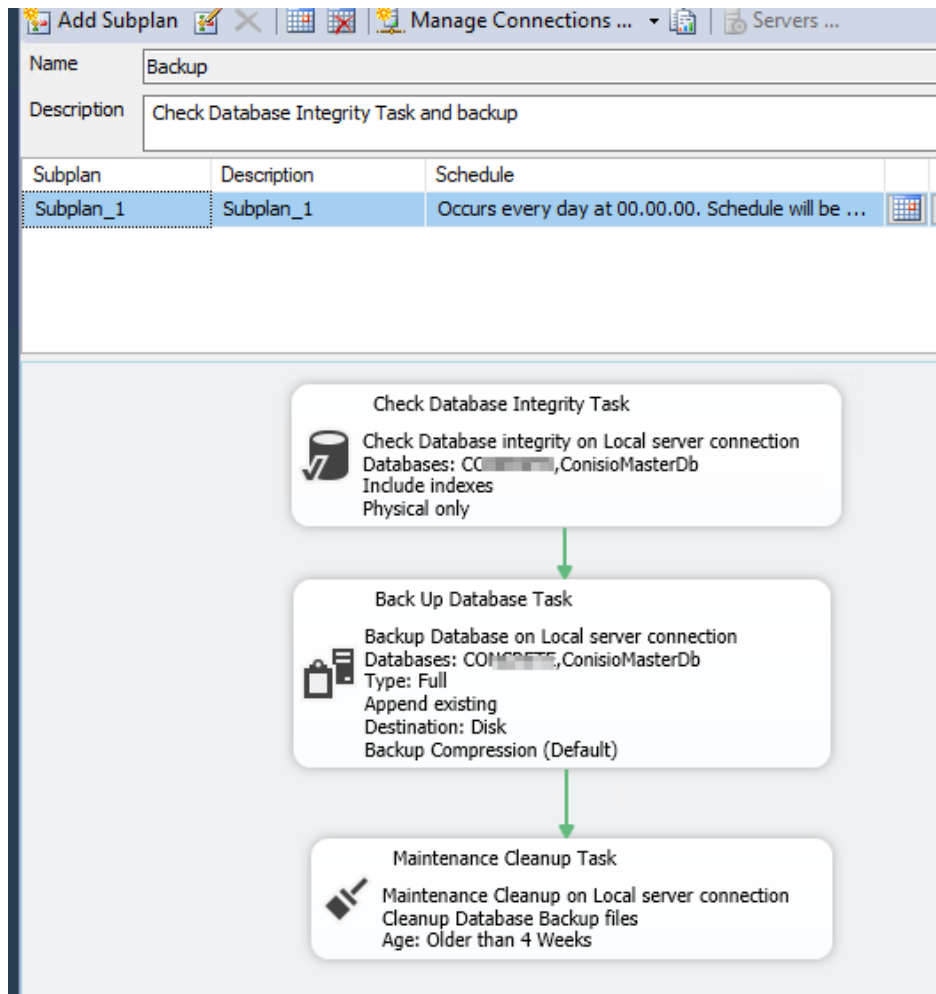 Add Subplan Manage Connections ... Servers ...
Name Backup
Description Check Database Integrity Task and backup
Subplan Description Schedule
Subplan_1 Subplan_1 Occurs every day at 00.00.00. Schedule will be ...
Check Database Integrity Task
Check Database integrity on Local server connection
Databases: ,ConisioMasterDb
Include indexes
Physical only
Back Up Database Task
Backup Database on Local server connection
Databases: ,ConisioMasterDb
Type: Full
Append existing
Destination: Disk
Backup Compression (Default)
Maintenance Cleanup Task
Maintenance Cleanup on Local server connection
Cleanup Database Backup files
Age: Older than 4 Weeks